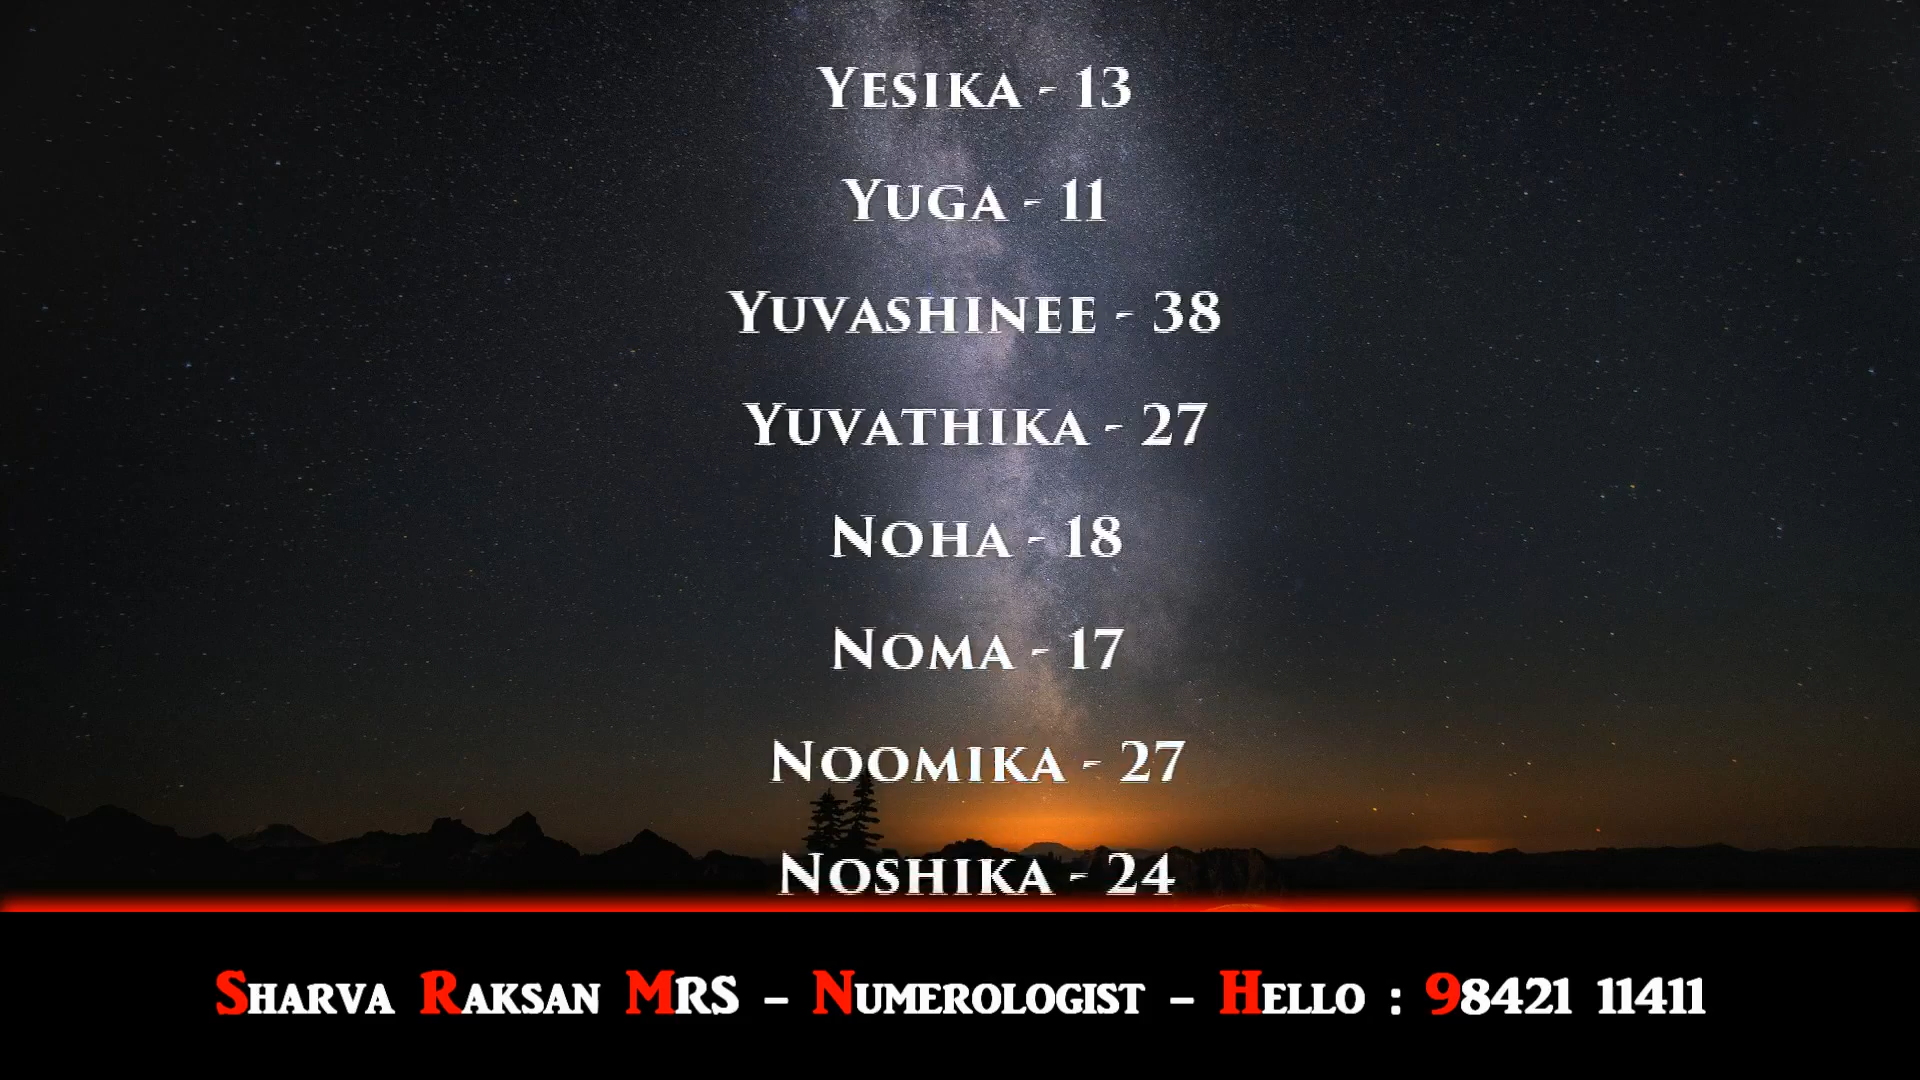 Yesika - 13
Yuga - 11
Yuvashinee - 38
Yuvathika - 27
Noha - 18
Noma - 17
Noomika - 27
Noshika - 24
Sharva Raksan MRS – Numerologist – Hello : 98421 11411